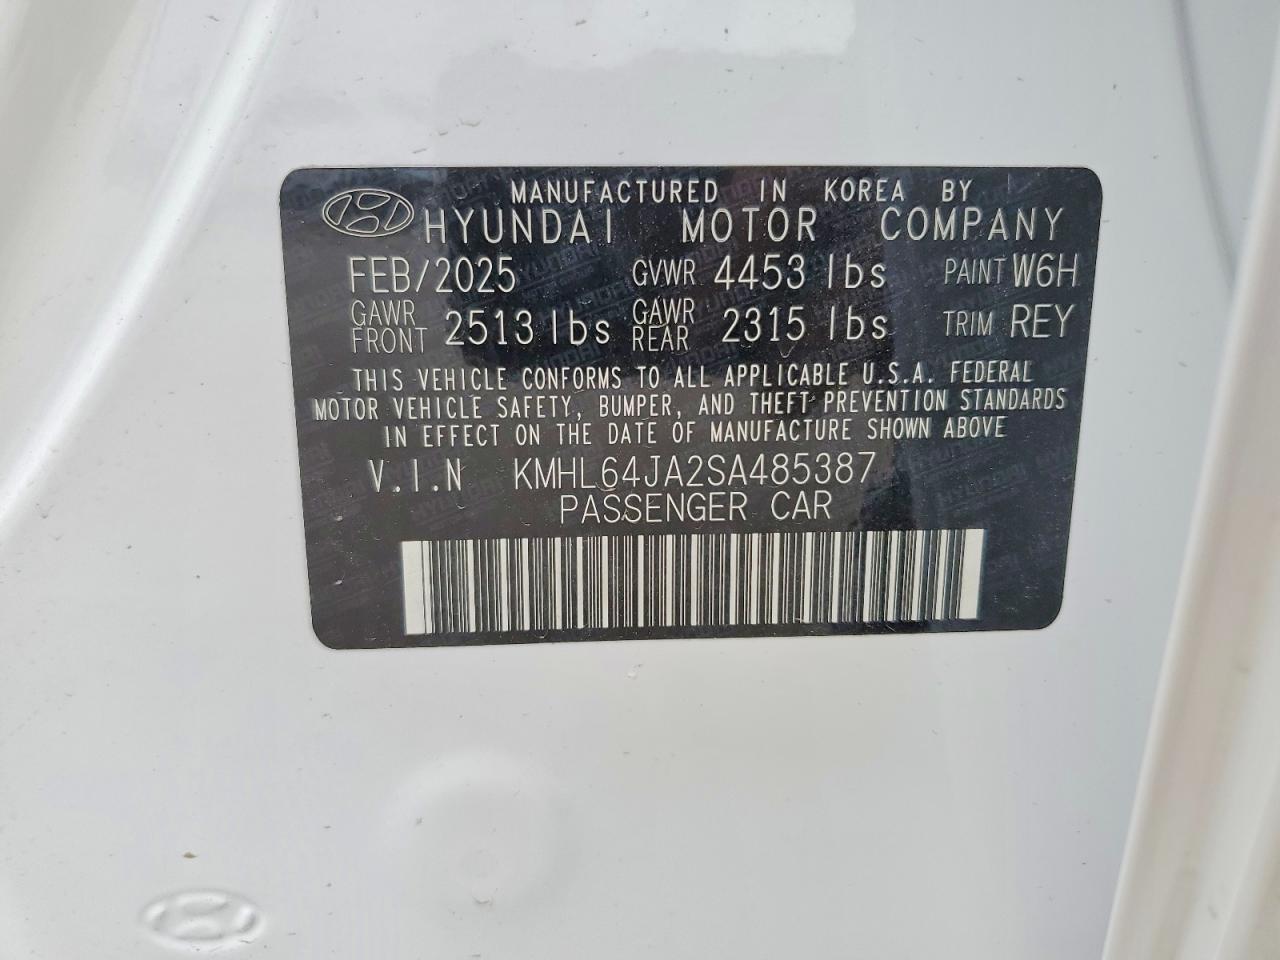 MANUFACTURED IN KOREA BY
HYUNDAI MOTOR COMPANY
FEB/2025 GVWR 4453 lbs PAINT W6H
GAWR FRONT 2513 lbs GAWR REAR 2315 lbs TRIM REY
THIS VEHICLE CONFORMS TO ALL APPLICABLE U.S.A. FEDERAL
MOTOR VEHICLE SAFETY, BUMPER, AND THEFT PREVENTION STANDARDS
IN EFFECT ON THE DATE OF MANUFACTURE SHOWN ABOVE
V.I.N KMHL64JA2SA485387
PASSENGER CAR